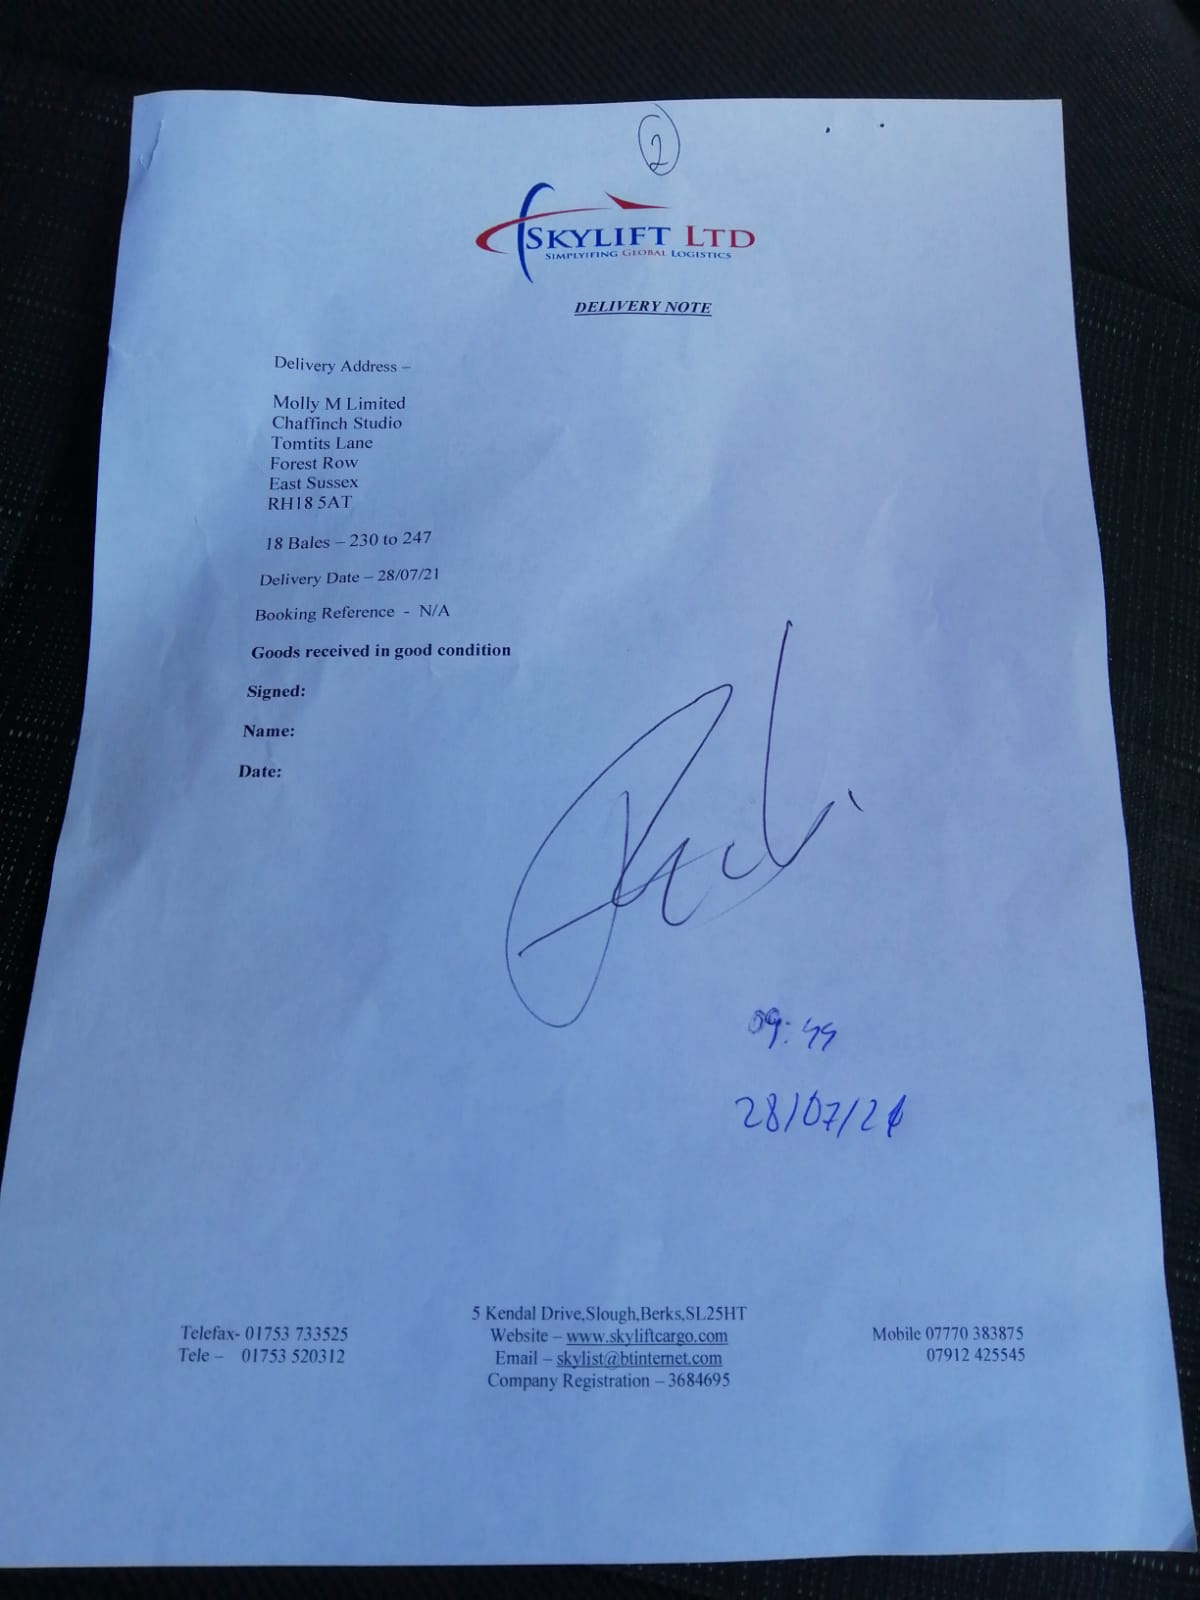 2
SKYLIFT LTD
SIMPLYIFING GLOBAL LOGISTICS
DELIVERY NOTE
Delivery Address –
Molly M Limited
Chaffinch Studio
Tomtits Lane
Forest Row
East Sussex
RH18 5AT
18 Bales – 230 to 247
Delivery Date – 28/07/21
Booking Reference - N/A
Goods received in good condition
Signed:
Name:
Date:
28/07/21
5 Kendal Drive,Slough,Berks,SL25HT
Telefax- 01753 733525 Website – www.skyliftcargo.com Mobile 07770 383875
Tele – 01753 520312 Email – skylist@btinternet.com 07912 425545
Company Registration – 3684695